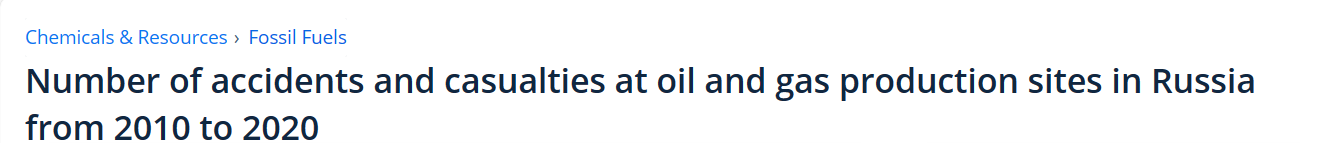 Chemicals & Resources › Fossil Fuels
Number of accidents and casualties at oil and gas production sites in Russia
from 2010 to 2020